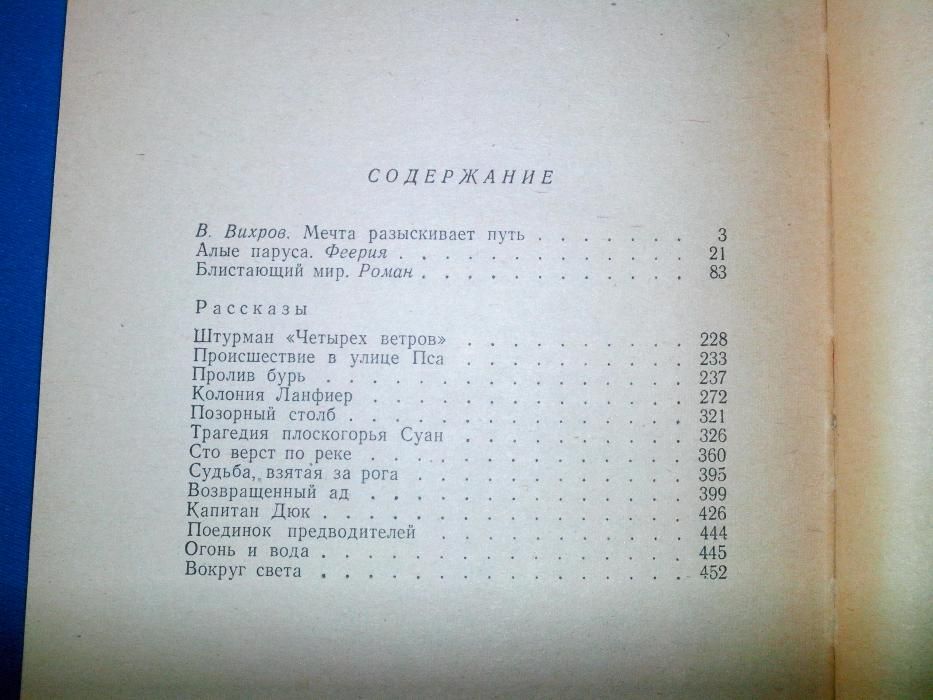 СОДЕРЖАНИЕ
В. Вихров. Мечта разыскивает путь . . . . . . . 3
Алые паруса. Феерия . . . . . . . . . . . . . 21
Блистающий мир. Роман . . . . . . . . . . . . 83
Рассказы
Штурман «Четырех ветров» . . . . . . . . . . 228
Происшествие в улице Пса . . . . . . . . . . 233
Пролив бурь . . . . . . . . . . . . . . . . 237
Колония Ланфиер . . . . . . . . . . . . . . 272
Позорный столб . . . . . . . . . . . . . . . 321
Трагедия плоскогорья Суан . . . . . . . . . . 326
Сто верст по реке . . . . . . . . . . . . . . 360
Судьба, взятая за рога . . . . . . . . . . . . 395
Возвращенный ад . . . . . . . . . . . . . . 399
Капитан Дюк . . . . . . . . . . . . . . . . 426
Поединок предводителей . . . . . . . . . . . 444
Огонь и вода . . . . . . . . . . . . . . . . 445
Вокруг света . . . . . . . . . . . . . . . . 452